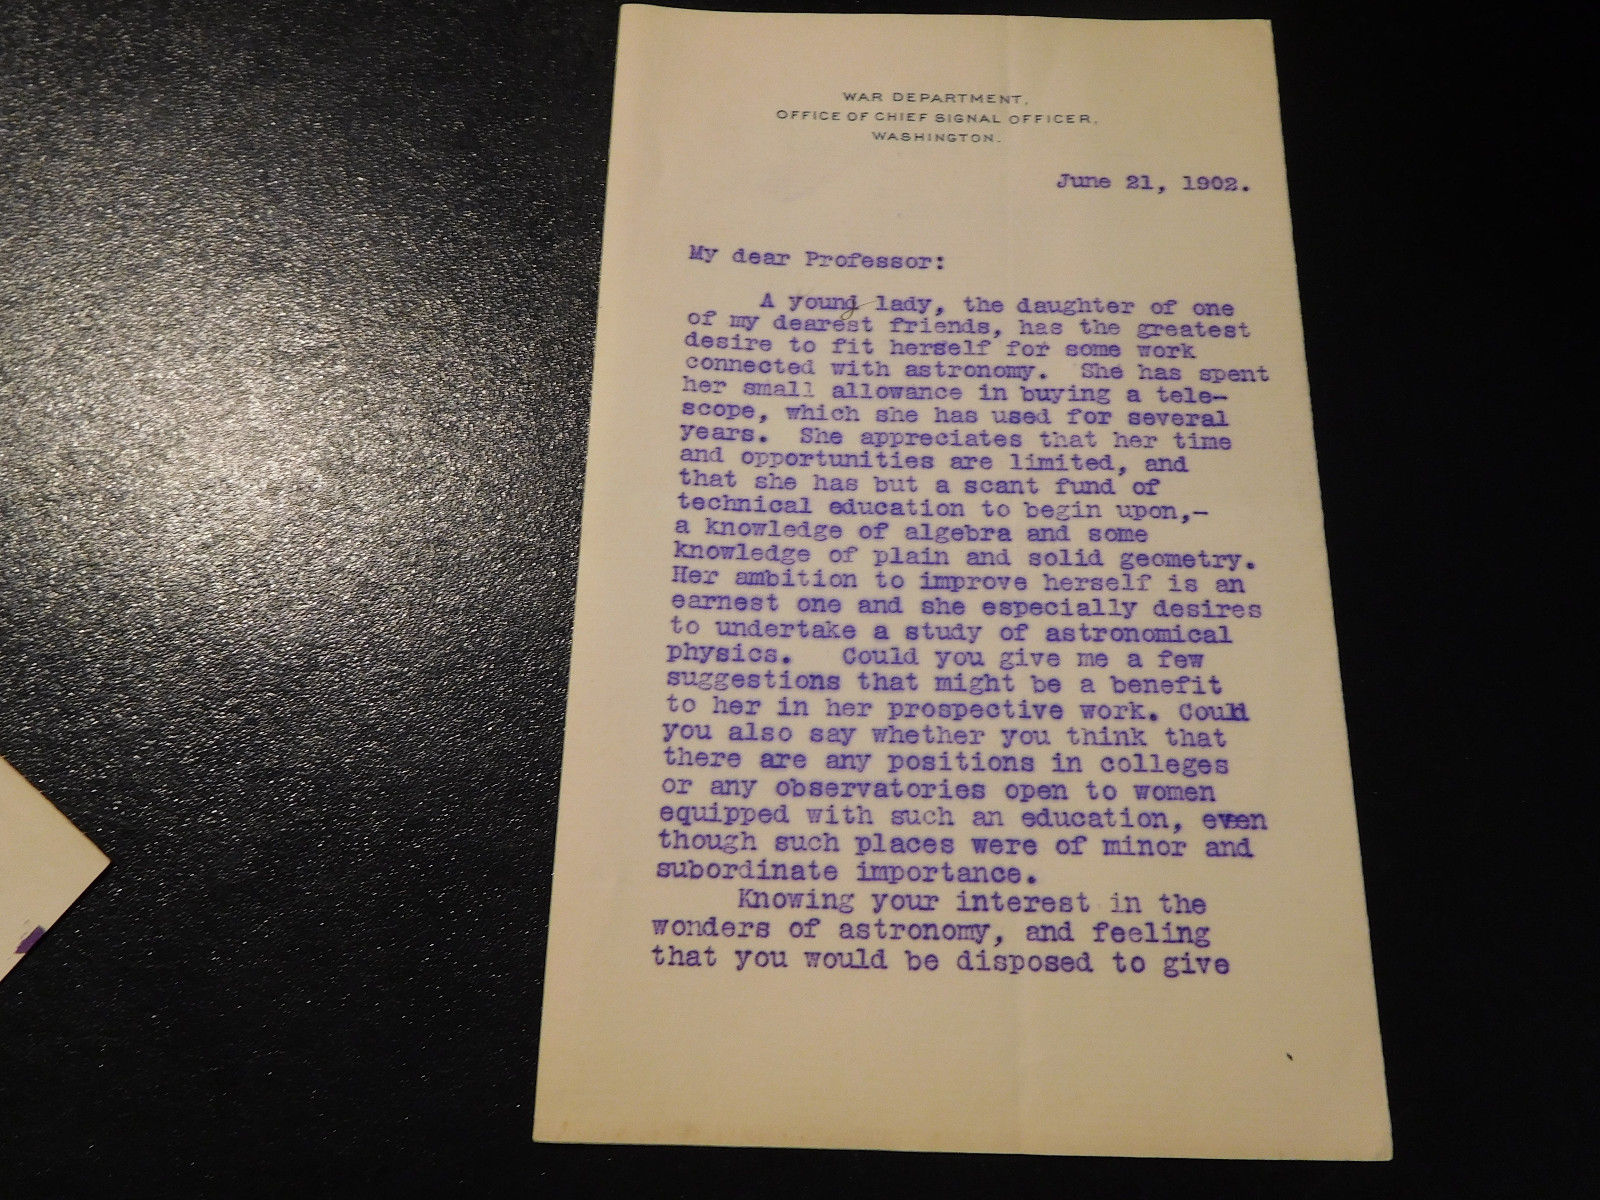 WAR DEPARTMENT,
OFFICE OF CHIEF SIGNAL OFFICER,
WASHINGTON.
June 21, 1902.
My dear Professor:
A young lady, the daughter of one
of my dearest friends, has the greatest
desire to fit herself for some work
connected with astronomy. She has spent
her small allowance in buying a tele-
scope, which she has used for several
years. She appreciates that her time
and opportunities are limited, and
that she has but a scant fund of
technical education to begin upon,-
a knowledge of algebra and some
knowledge of plain and solid geometry.
Her ambition to improve herself is an
earnest one and she especially desires
to undertake a study of astronomical
physics. Could you give me a few
suggestions that might be a benefit
to her in her prospective work. Could
you also say whether you think that
there are any positions in colleges
or any observatories open to women
equipped with such an education, even
though such places were of minor and
subordinate importance.
Knowing your interest in the
wonders of astronomy, and feeling
that you would be disposed to give